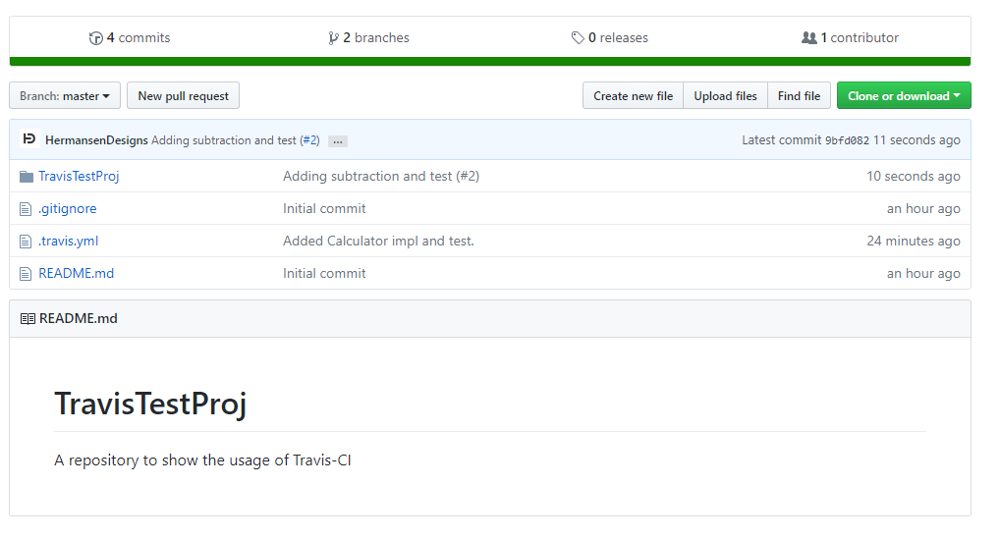 4 commits 2 branches 0 releases 1 contributor
Branch: master New pull request Create new file Upload files Find file Clone or download
HermansenDesigns Adding subtraction and test (#2) ... Latest commit 9bfd082 11 seconds ago
TravisTestProj Adding subtraction and test (#2) 10 seconds ago
.gitignore Initial commit an hour ago
.travis.yml Added Calculator impl and test. 24 minutes ago
README.md Initial commit an hour ago
README.md
TravisTestProj
A repository to show the usage of Travis-CI